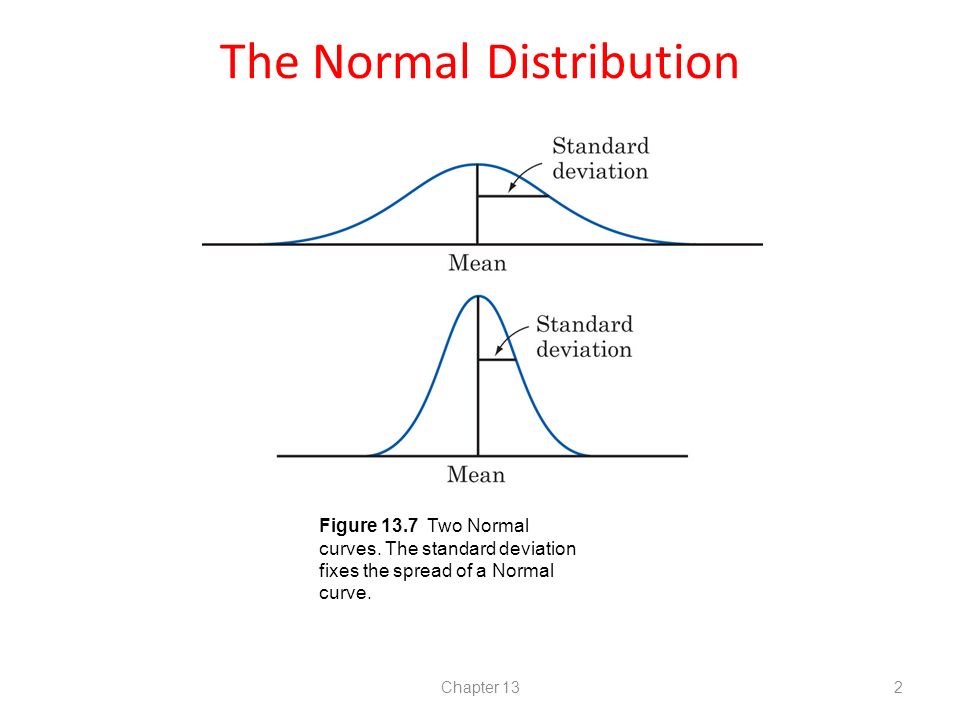 The Normal Distribution
Standard
deviation
Mean
Standard
deviation
Mean
Figure 13.7 Two Normal
curves. The standard deviation
fixes the spread of a Normal
curve.
Chapter 13
2